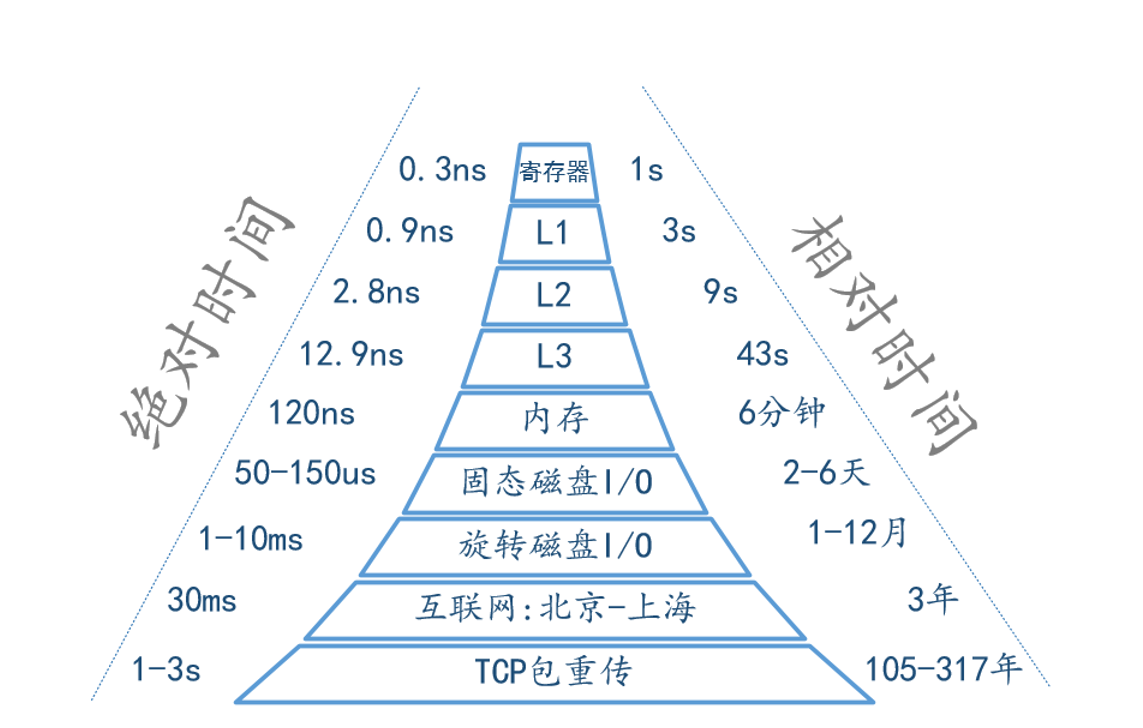 绝对时间
相对时间
0.3ns 寄存器 1s
0.9ns L1 3s
2.8ns L2 9s
12.9ns L3 43s
120ns 内存 6分钟
50-150us 固态磁盘I/O 2-6天
1-10ms 旋转磁盘I/O 1-12月
30ms 互联网:北京-上海 3年
1-3s TCP包重传 105-317年